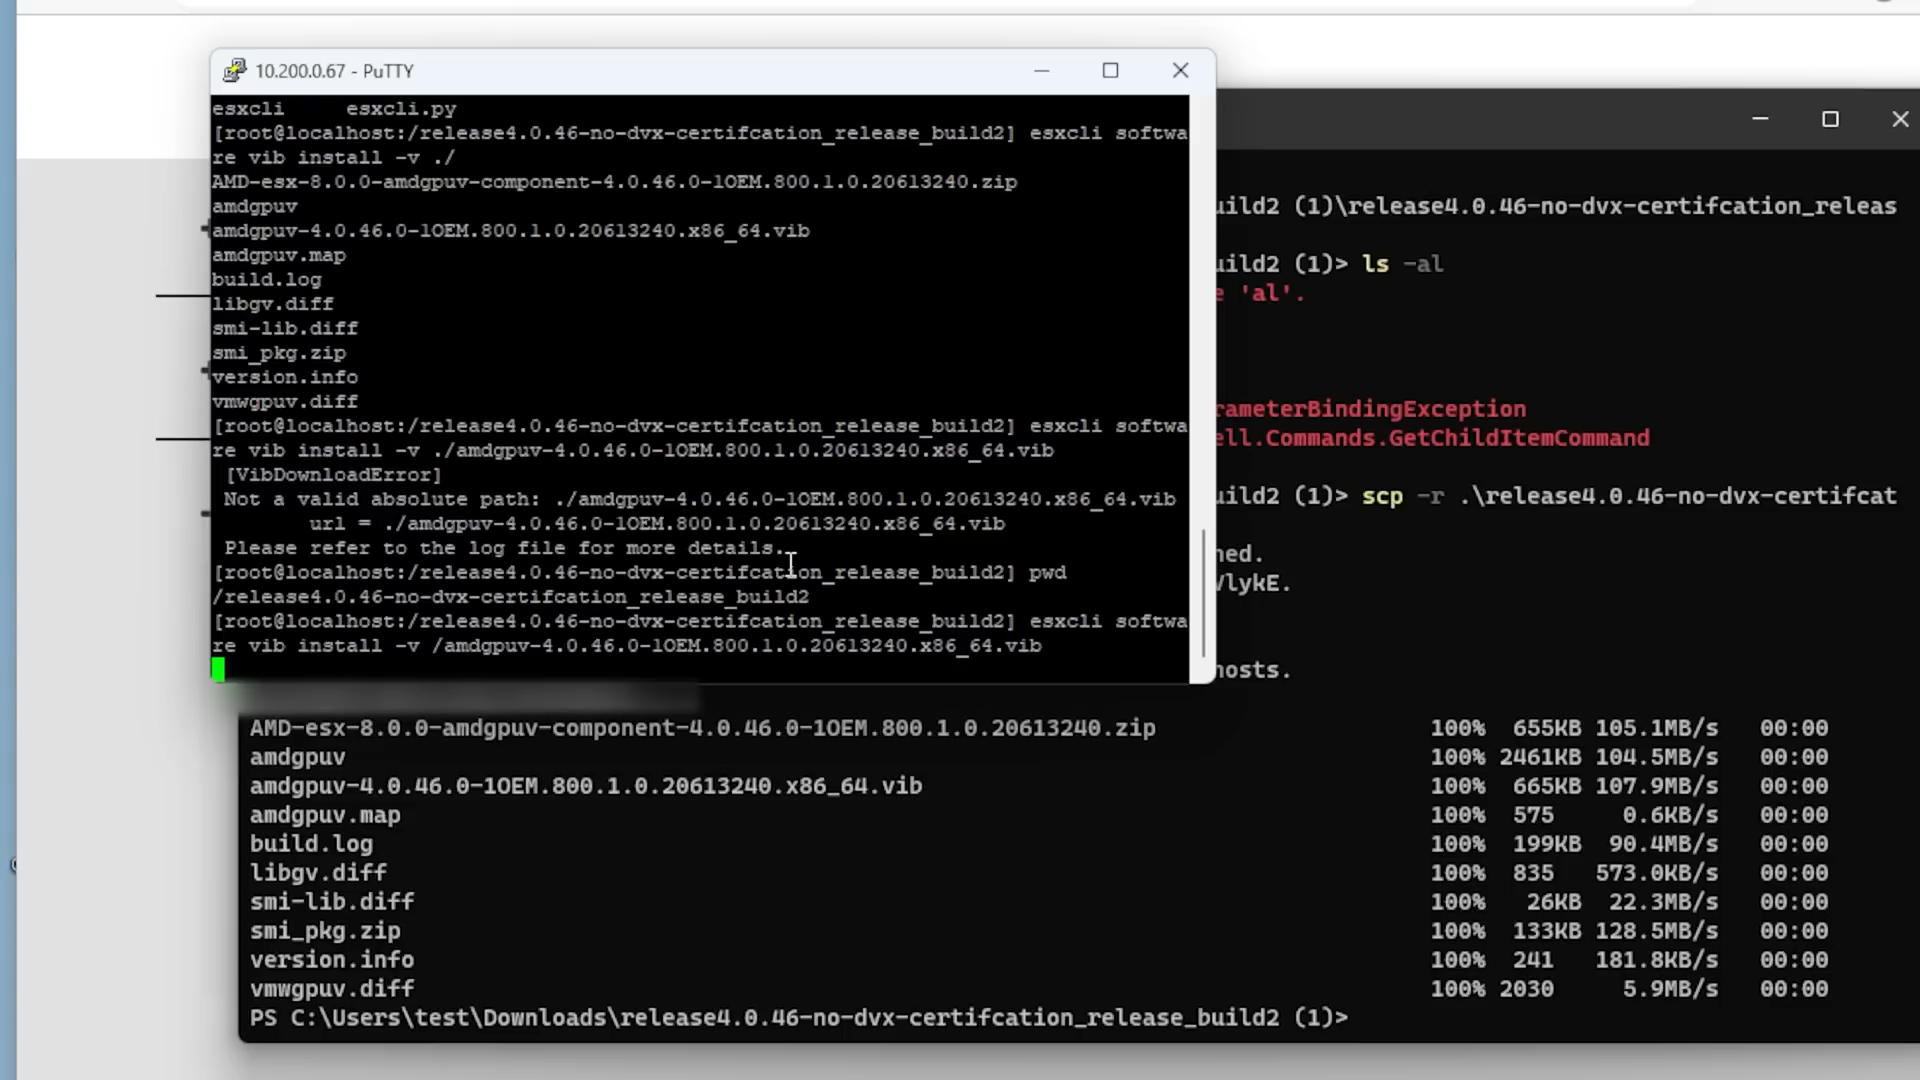 10.200.0.67 - PuTTY
esxcli     esxcli.py
[root@localhost:/release4.0.46-no-dvx-certifcation_release_build2] esxcli softwa
re vib install -v ./
AMD-esx-8.0.0-amdgpuv-component-4.0.46.0-1OEM.800.1.0.20613240.zip
amdgpuv
amdgpuv-4.0.46.0-1OEM.800.1.0.20613240.x86_64.vib
amdgpuv.map
build.log
libgv.diff
smi-lib.diff
smi_pkg.zip
version.info
vmwgpuv.diff
[root@localhost:/release4.0.46-no-dvx-certifcation_release_build2] esxcli softwa
re vib install -v ./amdgpuv-4.0.46.0-1OEM.800.1.0.20613240.x86_64.vib
[VibDownloadError]
Not a valid absolute path: ./amdgpuv-4.0.46.0-1OEM.800.1.0.20613240.x86_64.vib
url = ./amdgpuv-4.0.46.0-1OEM.800.1.0.20613240.x86_64.vib
Please refer to the log file for more details.
[root@localhost:/release4.0.46-no-dvx-certifcation_release_build2] pwd
/release4.0.46-no-dvx-certifcation_release_build2
[root@localhost:/release4.0.46-no-dvx-certifcation_release_build2] esxcli softwa
re vib install -v /amdgpuv-4.0.46.0-1OEM.800.1.0.20613240.x86_64.vib
uild2 (1)\release4.0.46-no-dvx-certifcation_releas
uild2 (1)> ls -al
e 'al'.
rameterBindingException
ell.Commands.GetChildItemCommand
uild2 (1)> scp -r .\release4.0.46-no-dvx-certifcat
ned.
VlykE.
hosts.
AMD-esx-8.0.0-amdgpuv-component-4.0.46.0-1OEM.800.1.0.20613240.zip 100% 655KB 105.1MB/s 00:00
amdgpuv 100% 2461KB 104.5MB/s 00:00
amdgpuv-4.0.46.0-1OEM.800.1.0.20613240.x86_64.vib 100% 665KB 107.9MB/s 00:00
amdgpuv.map 100% 575 0.6KB/s 00:00
build.log 100% 199KB 90.4MB/s 00:00
libgv.diff 100% 835 573.0KB/s 00:00
smi-lib.diff 100% 26KB 22.3MB/s 00:00
smi_pkg.zip 100% 133KB 128.5MB/s 00:00
version.info 100% 241 181.8KB/s 00:00
vmwgpuv.diff 100% 2030 5.9MB/s 00:00
PS C:\Users\test\Downloads\release4.0.46-no-dvx-certifcation_release_build2 (1)>